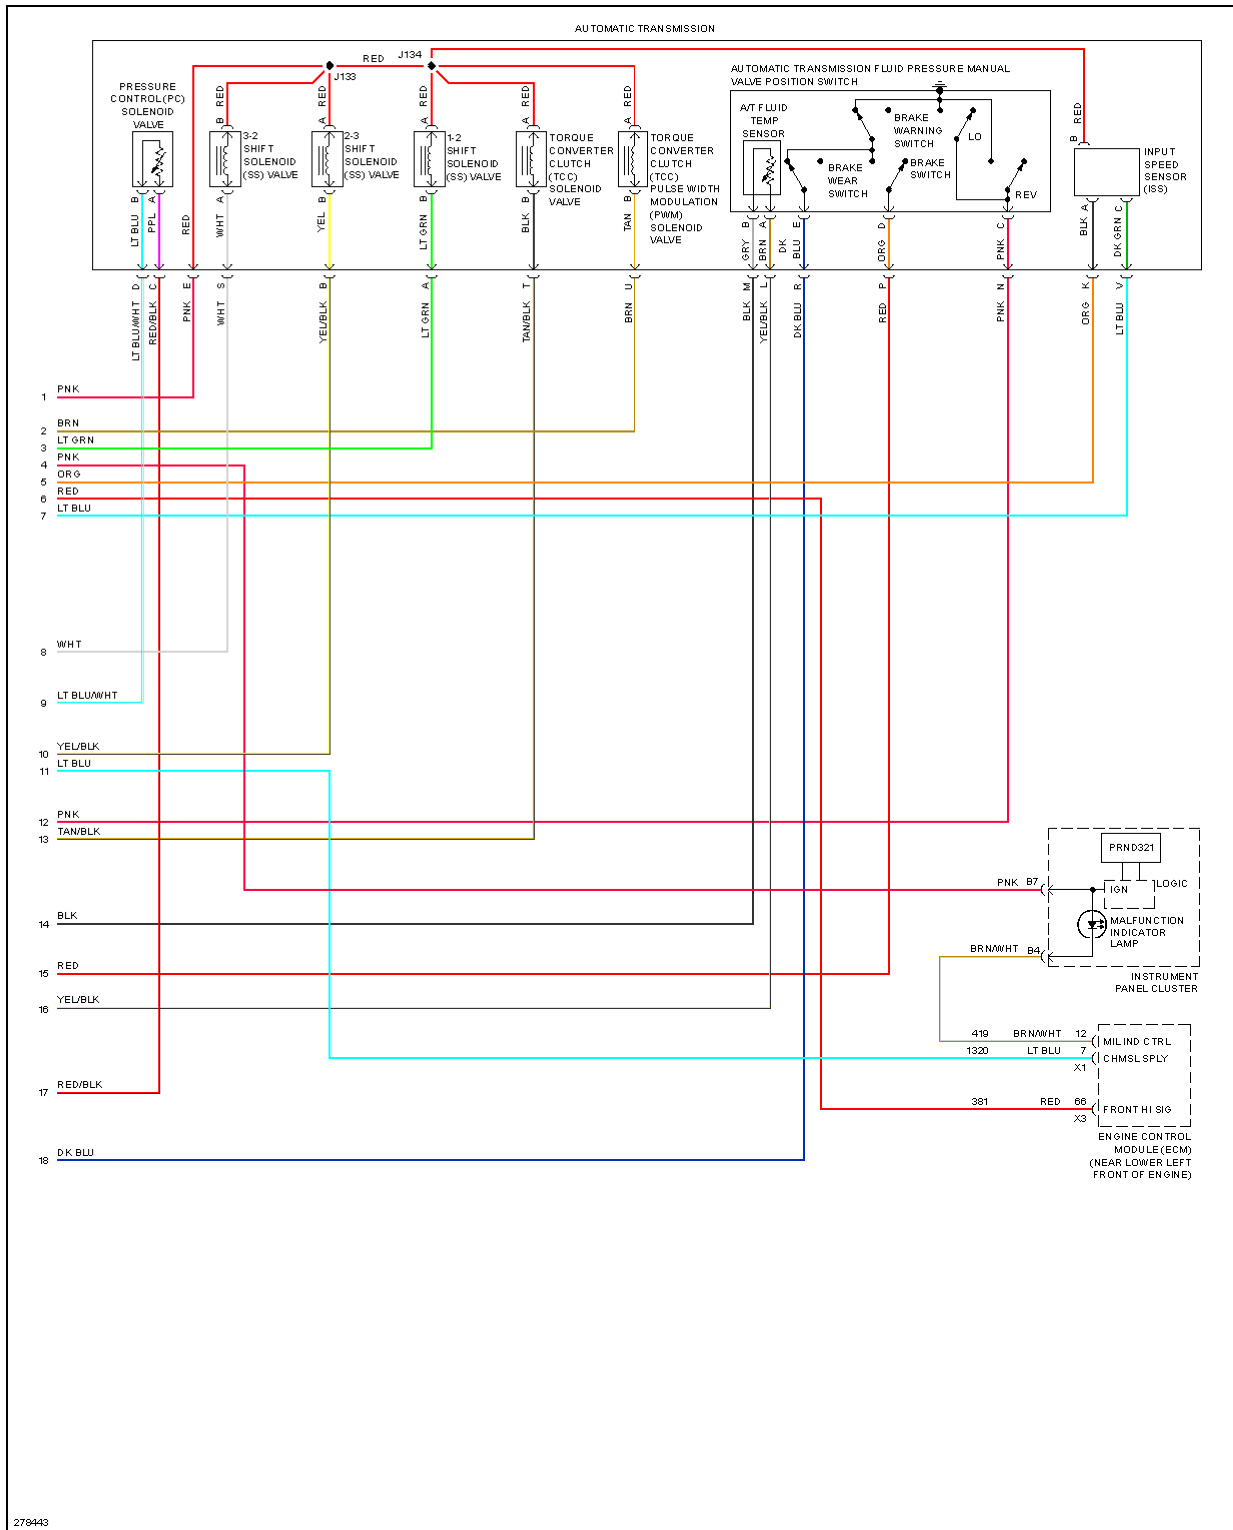 AUTOMATIC TRANSMISSION
J134
RED
J133
PRESSURE
CONTROL (PC)
SOLENOID
VALVE
B RED
A RED
A RED
A RED
A RED
B RED
3-2
SHIFT
SOLENOID
(SS) VALVE
2-3
SHIFT
SOLENOID
(SS) VALVE
1-2
SHIFT
SOLENOID
(SS) VALVE
TORQUE
CONVERTER
CLUTCH
(TCC)
SOLENOID
VALVE
TORQUE
CONVERTER
CLUTCH
(TCC)
PULSE WIDTH
MODULATION
(PWM)
SOLENOID
VALVE
AUTOMATIC TRANSMISSION FLUID PRESSURE MANUAL
VALVE POSITION SWITCH
A/T FLUID
TEMP
SENSOR
BRAKE
WARNING
SWITCH
LO
BRAKE
WEAR
SWITCH
BRAKE
SWITCH
REV
INPUT
SPEED
SENSOR
(ISS)
LT BLU B
PPL A
RED
WHT A
YEL B
LT GRN B
BLK B
TAN B
GRY B
BRN A
DK
BLU E
ORG D
PNK C
BLK A
DK GRN C
LT BLU/WHT D
RED/BLK C
PNK E
WHT S
YEL/BLK B
LT GRN A
TAN/BLK T
BRN U
BLK M
YEL/BLK L
DK BLU R
RED P
PNK N
ORG K
LT BLU V
1 PNK
2 BRN
3 LT GRN
4 PNK
5 ORG
6 RED
7 LT BLU
8 WHT
9 LT BLU/WHT
10 YEL/BLK
11 LT BLU
12 PNK
13 TAN/BLK
14 BLK
15 RED
16 YEL/BLK
17 RED/BLK
18 DK BLU
PRND321
PNK B7
IGN
LOGIC
MALFUNCTION
INDICATOR
LAMP
BRN/WHT B4
INSTRUMENT
PANEL CLUSTER
419 BRN/WHT 12 MIL IND CTRL
1320 LT BLU 7 CHMSL SPLY
X1
381 RED 66 FRONT HI SIG
X3
ENGINE CONTROL
MODULE (ECM)
(NEAR LOWER LEFT
FRONT OF ENGINE)
278443